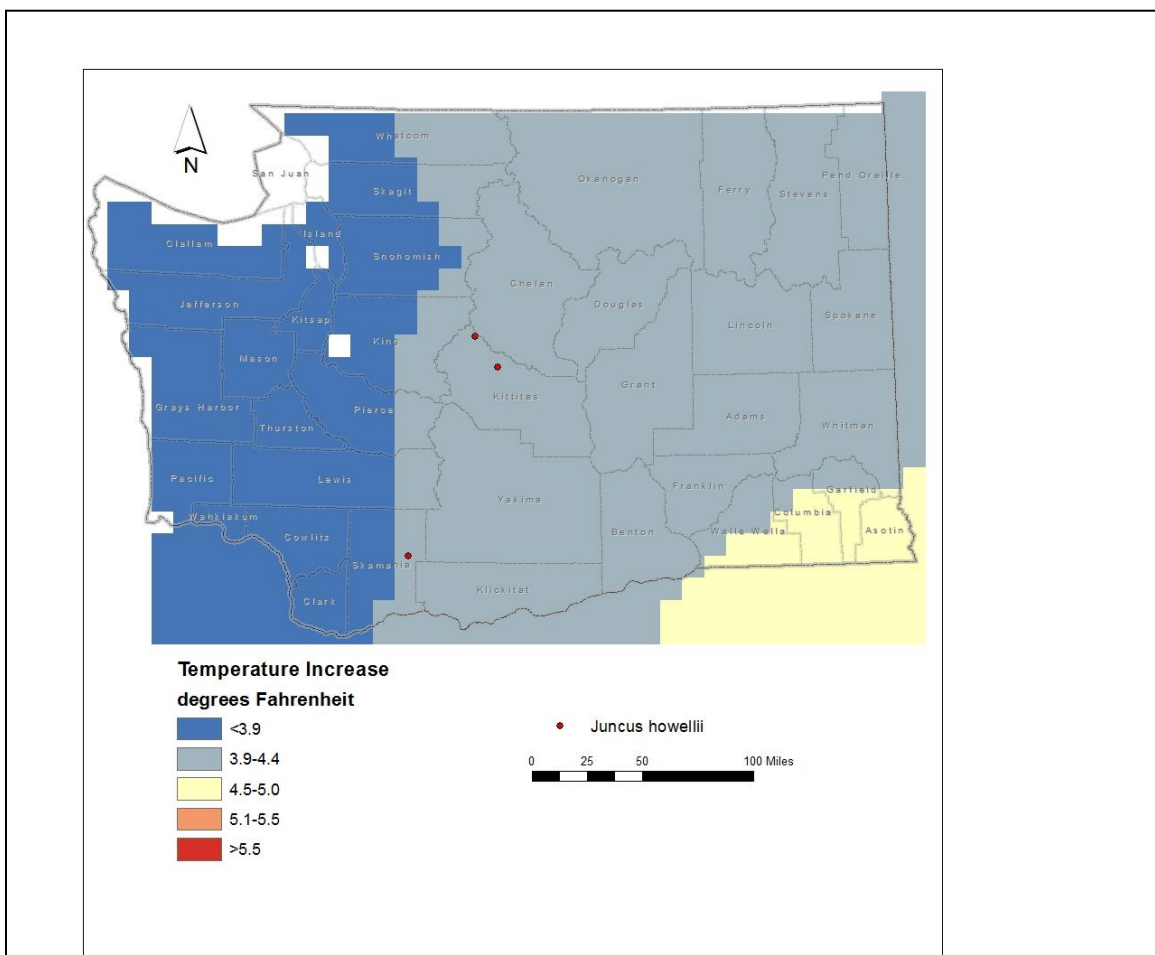 N
Whatcom
San Juan
Skagit
Okanogan
Ferry
Stevens
Pend Oreille
Clallam
Island
Snohomish
Chelan
Jefferson
Kitsap
Douglas
Lincoln
Spokane
King
Mason
Grant
Kittitas
Grays Harbor
Pierce
Adams
Thurston
Whitman
Pacific
Lewis
Yakima
Franklin
Garfield
Wahkiakum
Columbia
Cowlitz
Benton
Walla Walla
Asotin
Skamania
Klickitat
Clark
Temperature Increase
degrees Fahrenheit
<3.9
3.9-4.4
4.5-5.0
5.1-5.5
>5.5
Juncus howellii
0 25 50 100 Miles